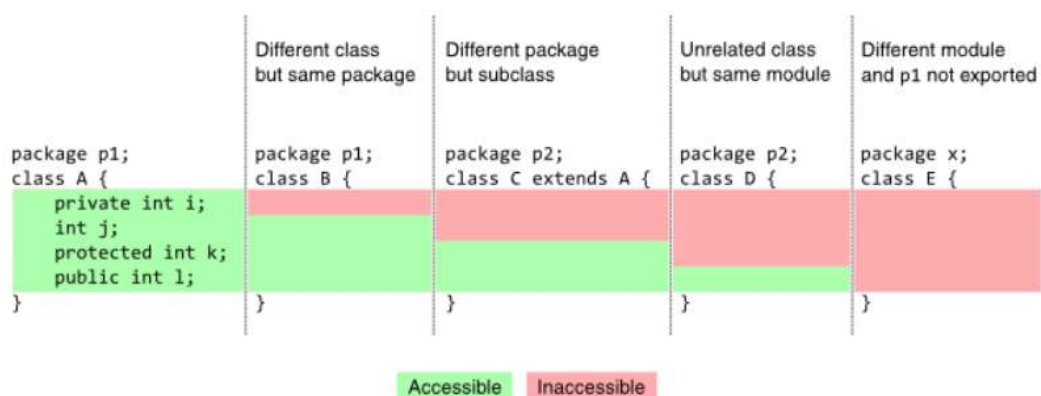 Different class
but same package
Different package
but subclass
Unrelated class
but same module
Different module
and p1 not exported
package p1;
class A {
private int i;
int j;
protected int k;
public int l;
}
package p1;
class B {
}
package p2;
class C extends A {
}
package p2;
class D {
}
package x;
class E {
}
Accessible
Inaccessible